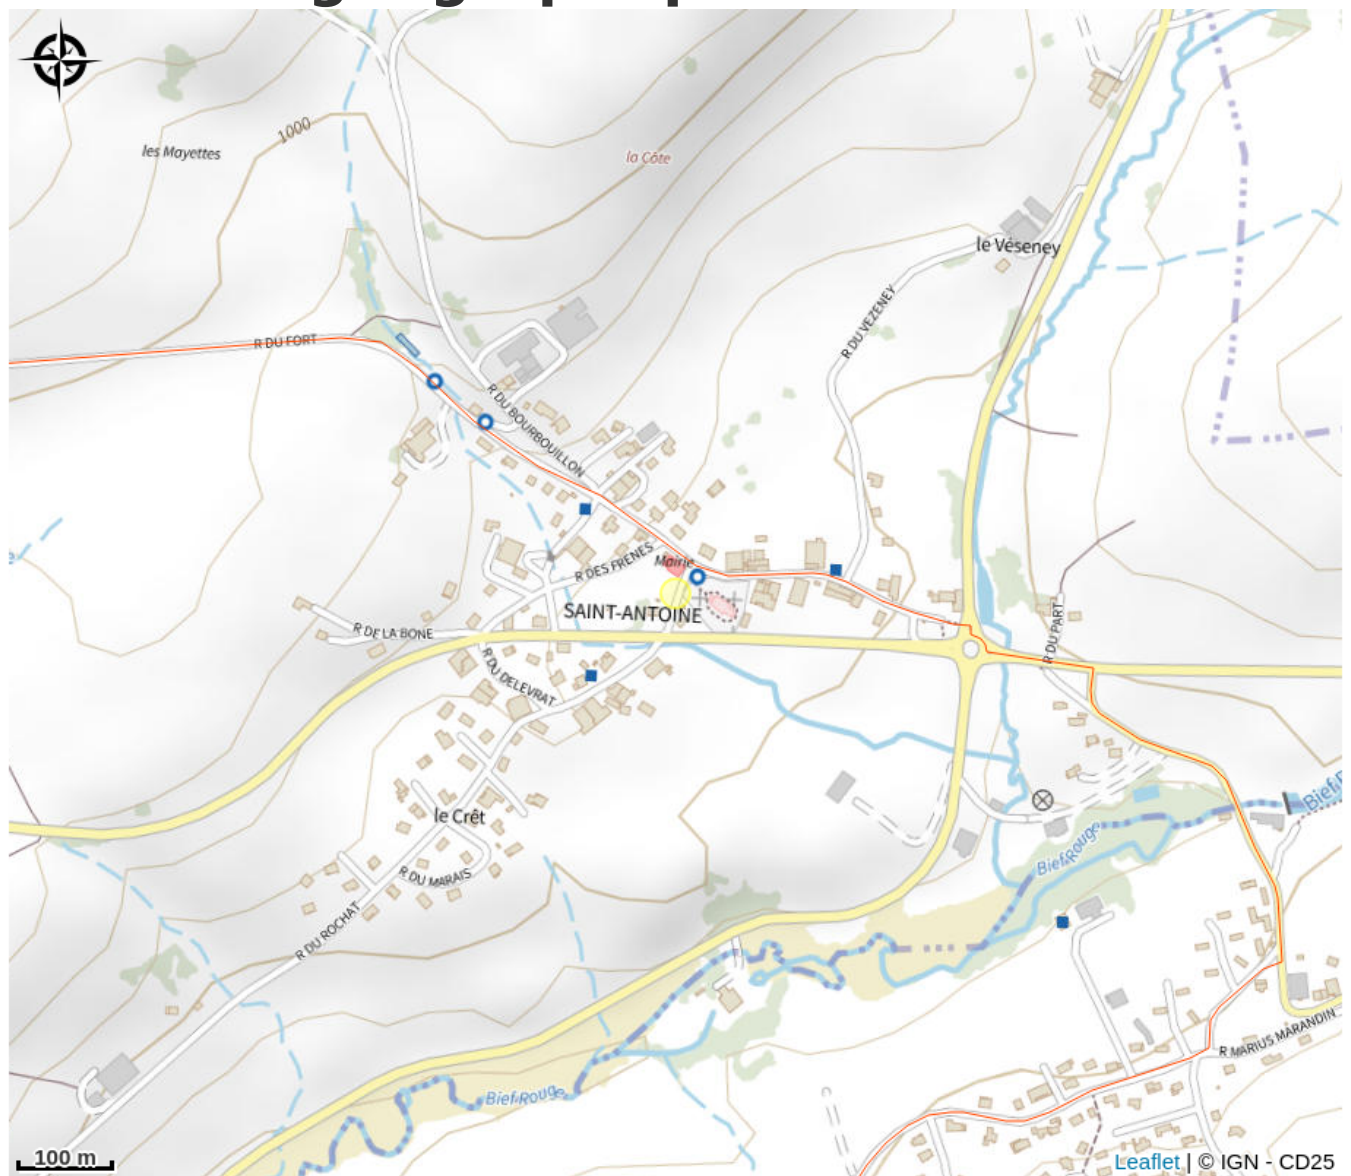 1000
les Mayettes
la Côte
le Véseney
R DU VEZENEY
R DU FORT
R DU BOURBOUILLON
Mairie
R DES FRENES
SAINT-ANTOINE
R DE LA BONE
R DU PART
R DU DELEVRAT
le Crêt
R DU MARAIS
R DU ROCHAT
Bief Rouge
Bief Rouge
R MARIUS MARANDIN
100 m
Leaflet | © IGN - CD25